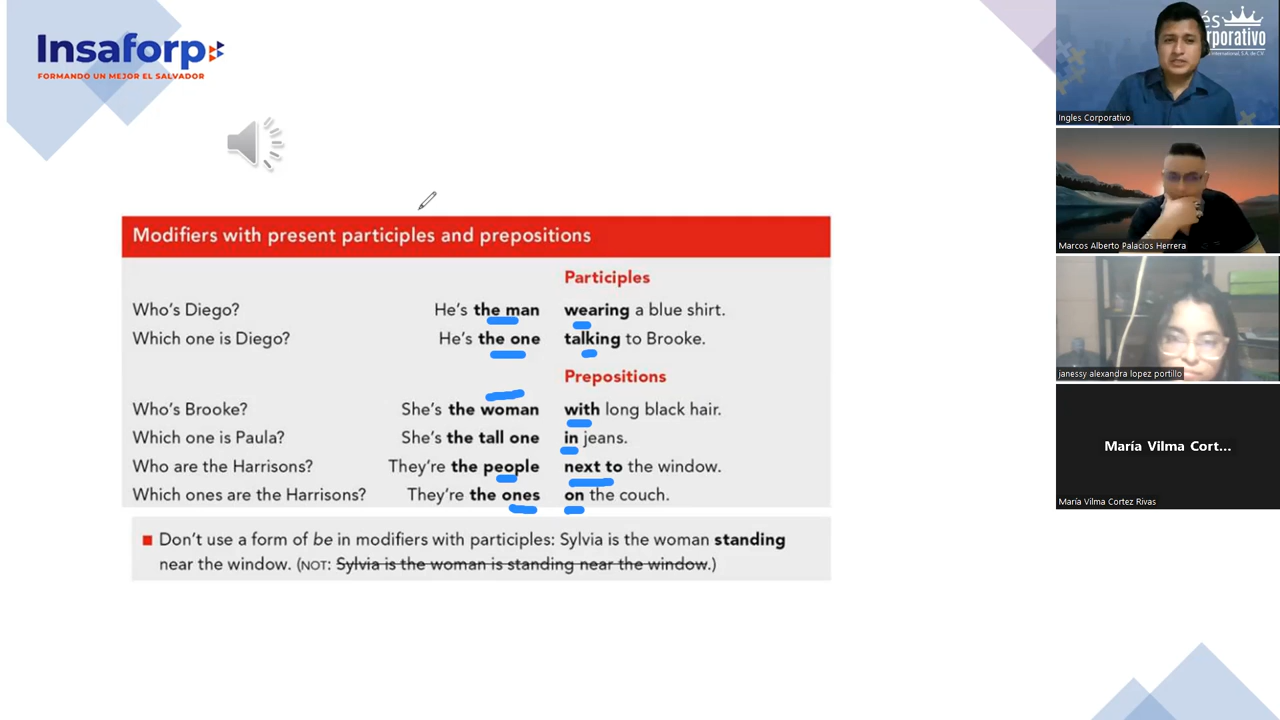 Insaforp
FORMANDO UN MEJOR EL SALVADOR
Modifiers with present participles and prepositions
Participles
Who's Diego? He's the man wearing a blue shirt.
Which one is Diego? He's the one talking to Brooke.
Prepositions
Who's Brooke? She's the woman with long black hair.
Which one is Paula? She's the tall one in jeans.
Who are the Harrisons? They're the people next to the window.
Which ones are the Harrisons? They're the ones on the couch.
Don't use a form of be in modifiers with participles: Sylvia is the woman standing
near the window. (NOT: Sylvia is the woman is standing near the window.)
Ingles Corporativo
Marcos Alberto Palacios Herrera
janessy alexandra lopez portillo
María Vilma Cort...
María Vilma Cortez Rivas